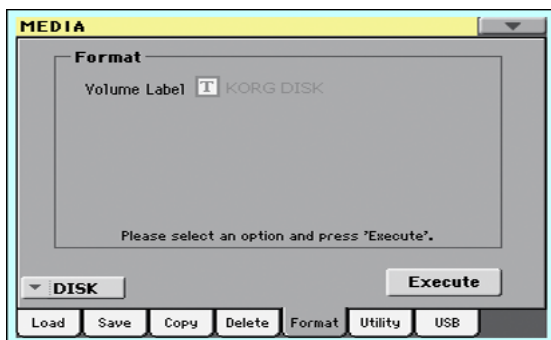 MEDIA
Format
Volume Label T KORG DISK
Please select an option and press 'Execute'.
DISK Execute
Load Save Copy Delete Format Utility USB